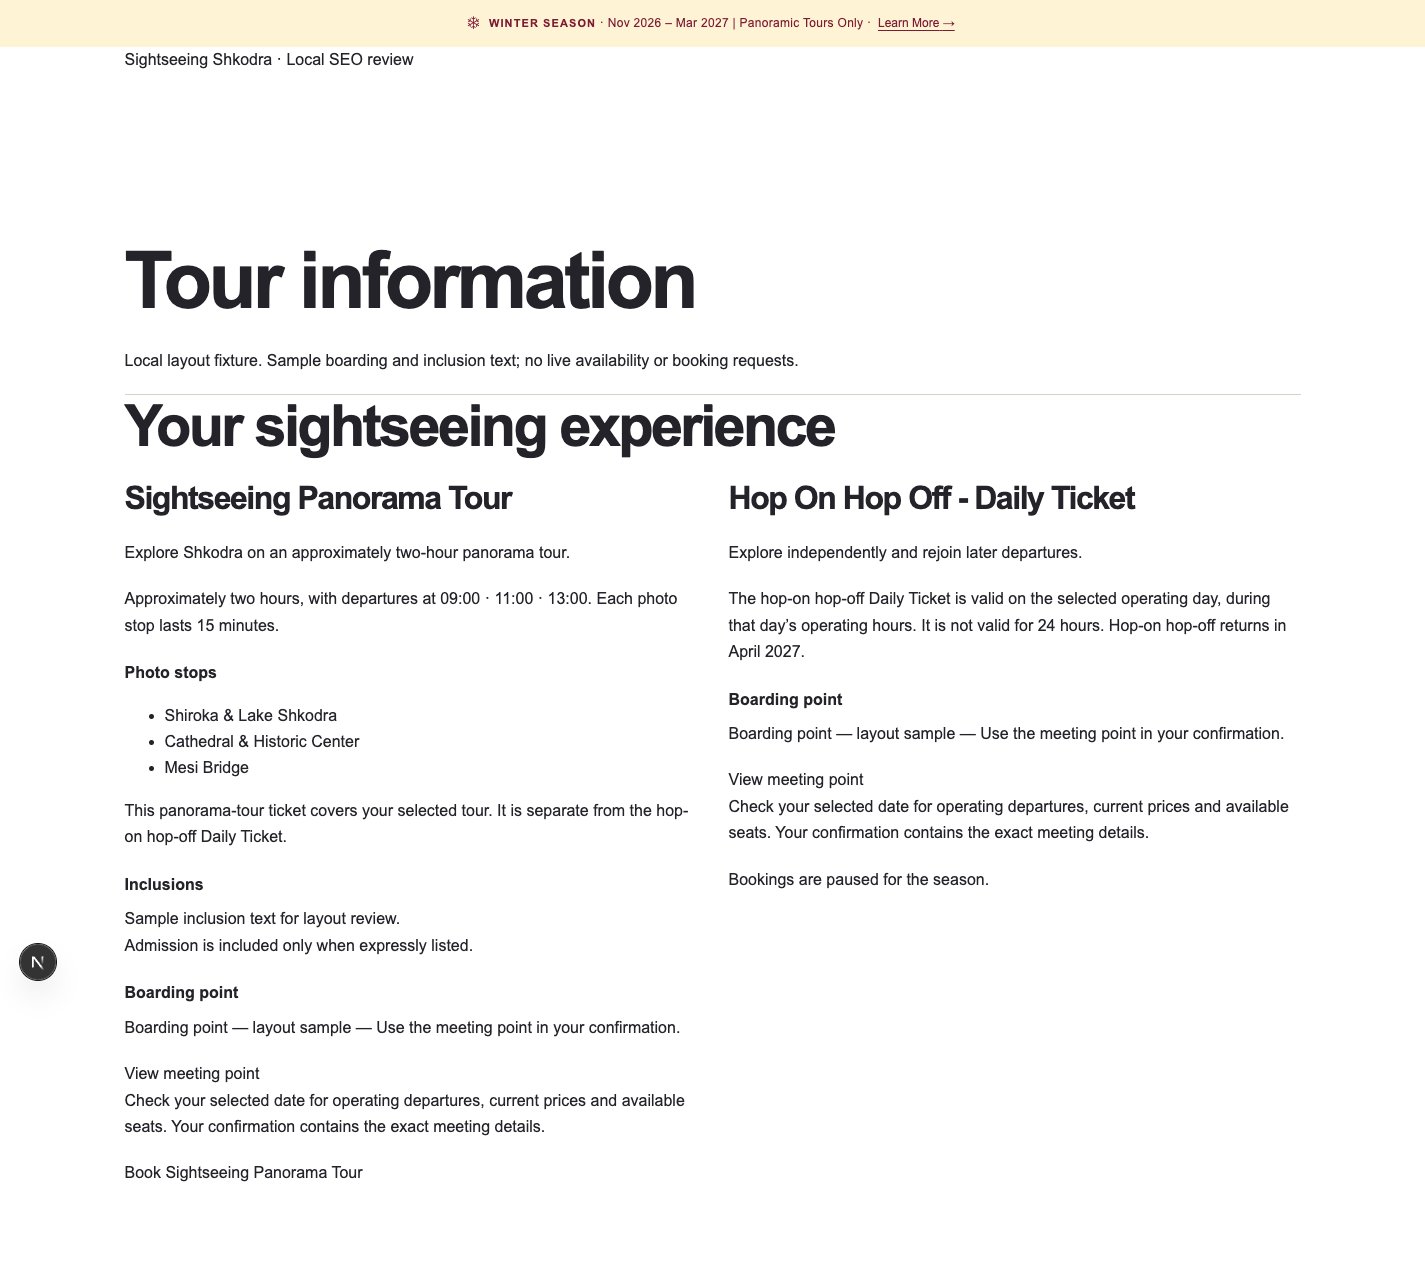 WINTER SEASON · Nov 2026 – Mar 2027 | Panoramic Tours Only · Learn More →
Sightseeing Shkodra · Local SEO review
Tour information
Local layout fixture. Sample boarding and inclusion text; no live availability or booking requests.
Your sightseeing experience
Sightseeing Panorama Tour
Explore Shkodra on an approximately two-hour panorama tour.
Approximately two hours, with departures at 09:00 · 11:00 · 13:00. Each photo
stop lasts 15 minutes.
Photo stops
• Shiroka & Lake Shkodra
• Cathedral & Historic Center
• Mesi Bridge
This panorama-tour ticket covers your selected tour. It is separate from the hop-
on hop-off Daily Ticket.
Inclusions
Sample inclusion text for layout review.
Admission is included only when expressly listed.
Boarding point
Boarding point — layout sample — Use the meeting point in your confirmation.
View meeting point
Check your selected date for operating departures, current prices and available
seats. Your confirmation contains the exact meeting details.
Book Sightseeing Panorama Tour
Hop On Hop Off - Daily Ticket
Explore independently and rejoin later departures.
The hop-on hop-off Daily Ticket is valid on the selected operating day, during
that day’s operating hours. It is not valid for 24 hours. Hop-on hop-off returns in
April 2027.
Boarding point
Boarding point — layout sample — Use the meeting point in your confirmation.
View meeting point
Check your selected date for operating departures, current prices and available
seats. Your confirmation contains the exact meeting details.
Bookings are paused for the season.
N